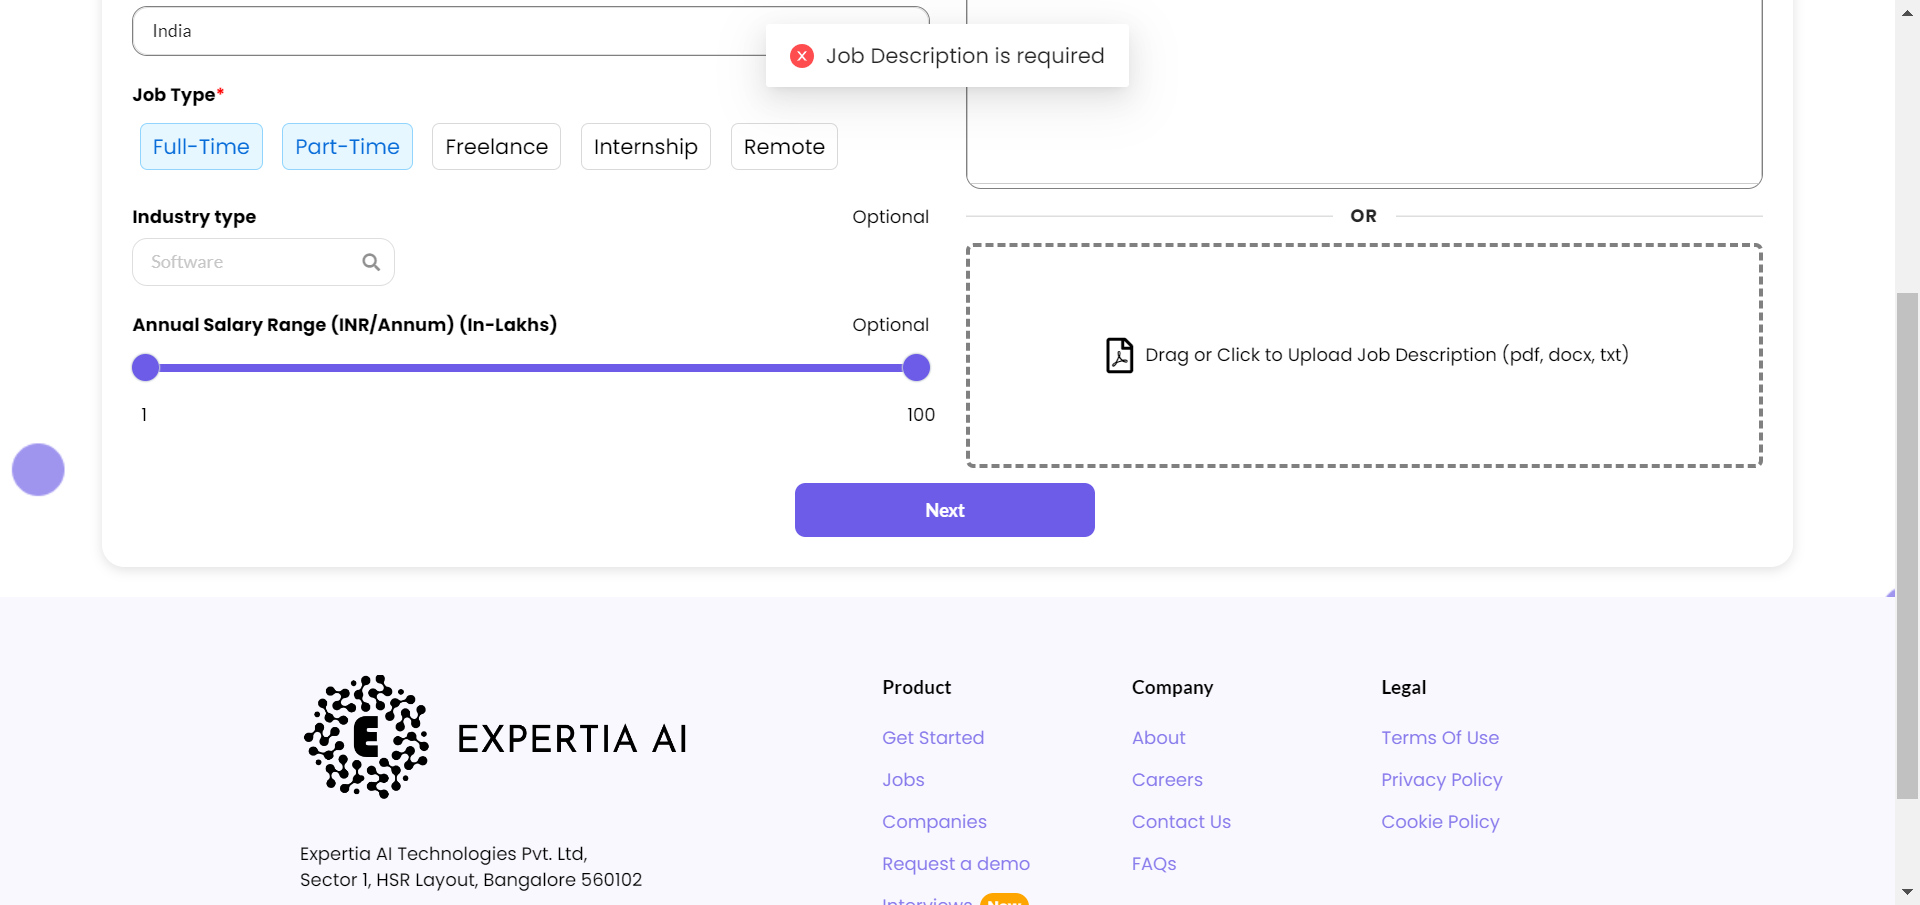 India
Job Description is required
Job Type*
Full-Time
Part-Time
Freelance
Internship
Remote
Industry type
Optional
Software
Annual Salary Range (INR/Annum) (In-Lakhs)
Optional
1
100
OR
Drag or Click to Upload Job Description (pdf, docx, txt)
Next
E
EXPERTIA AI
Expertia AI Technologies Pvt. Ltd,
Sector 1, HSR Layout, Bangalore 560102
Product
Get Started
Jobs
Companies
Request a demo
Interviews New
Company
About
Careers
Contact Us
FAQs
Legal
Terms Of Use
Privacy Policy
Cookie Policy